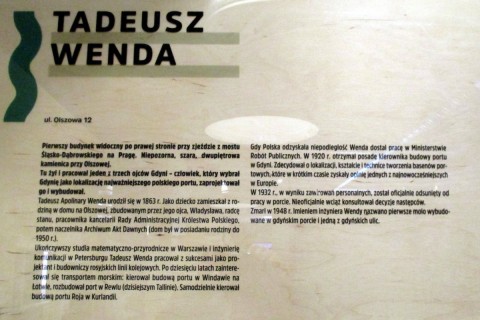 TADEUSZ
WENDA
ul. Olszowa 12
Pierwszy budynek widoczny po prawej stronie przy zjeździe z mostu
Śląsko-Dąbrowskiego na Pragę. Niepozorna, szara, dwupiętrowa
kamienica przy Olszowej.
Tu żył i pracował jeden z trzech ojców Gdyni – człowiek, który wybrał
Gdynię jako lokalizację najważniejszego polskiego portu, zaprojektował
go i wybudował.
Tadeusz Apolinary Wenda urodził się w 1863 r. Jako dziecko zamieszkał z ro-
dziną w domu na Olszowej, zbudowanym przez jego ojca, Władysława, radcę
stanu, pracownika kancelarii Rady Administracyjnej Królestwa Polskiego,
potem naczelnika Archiwum Akt Dawnych (dom był w posiadaniu rodziny do
1950 r.).
Ukończywszy studia matematyczno-przyrodnicze w Warszawie i inżynierię
komunikacji w Petersburgu Tadeusz Wenda pracował z sukcesami jako pro-
jektant i budowniczy rosyjskich linii kolejowych. Po dziesięciu latach zaintere-
sował się transportem morskim: kierował budową portu w Windawie na
Łotwie, rozbudował port w Rewlu (dzisiejszym Tallinie). Samodzielnie kierował
budową portu Roja w Kurlandii.
Gdy Polska odzyskała niepodległość Wenda dostał pracę w Ministerstwie
Robót Publicznych. W 1920 r. otrzymał posadę kierownika budowy portu
w Gdyni. Zdecydował o lokalizacji, kształcie i technice tworzenia basenów por-
towych, które w krótkim czasie zyskały opinię jednych z najnowocześniejszych
w Europie.
W 1932 r., w wyniku zawirowań personalnych, został oficjalnie odsunięty od
pracy w porcie. Nieoficjalnie wciąż konsultował decyzje następców.
Zmarł w 1948 r. Imieniem inżyniera Wendy nazwano pierwsze molo wybudo-
wane w gdyńskim porcie i jedną z gdyńskich ulic.